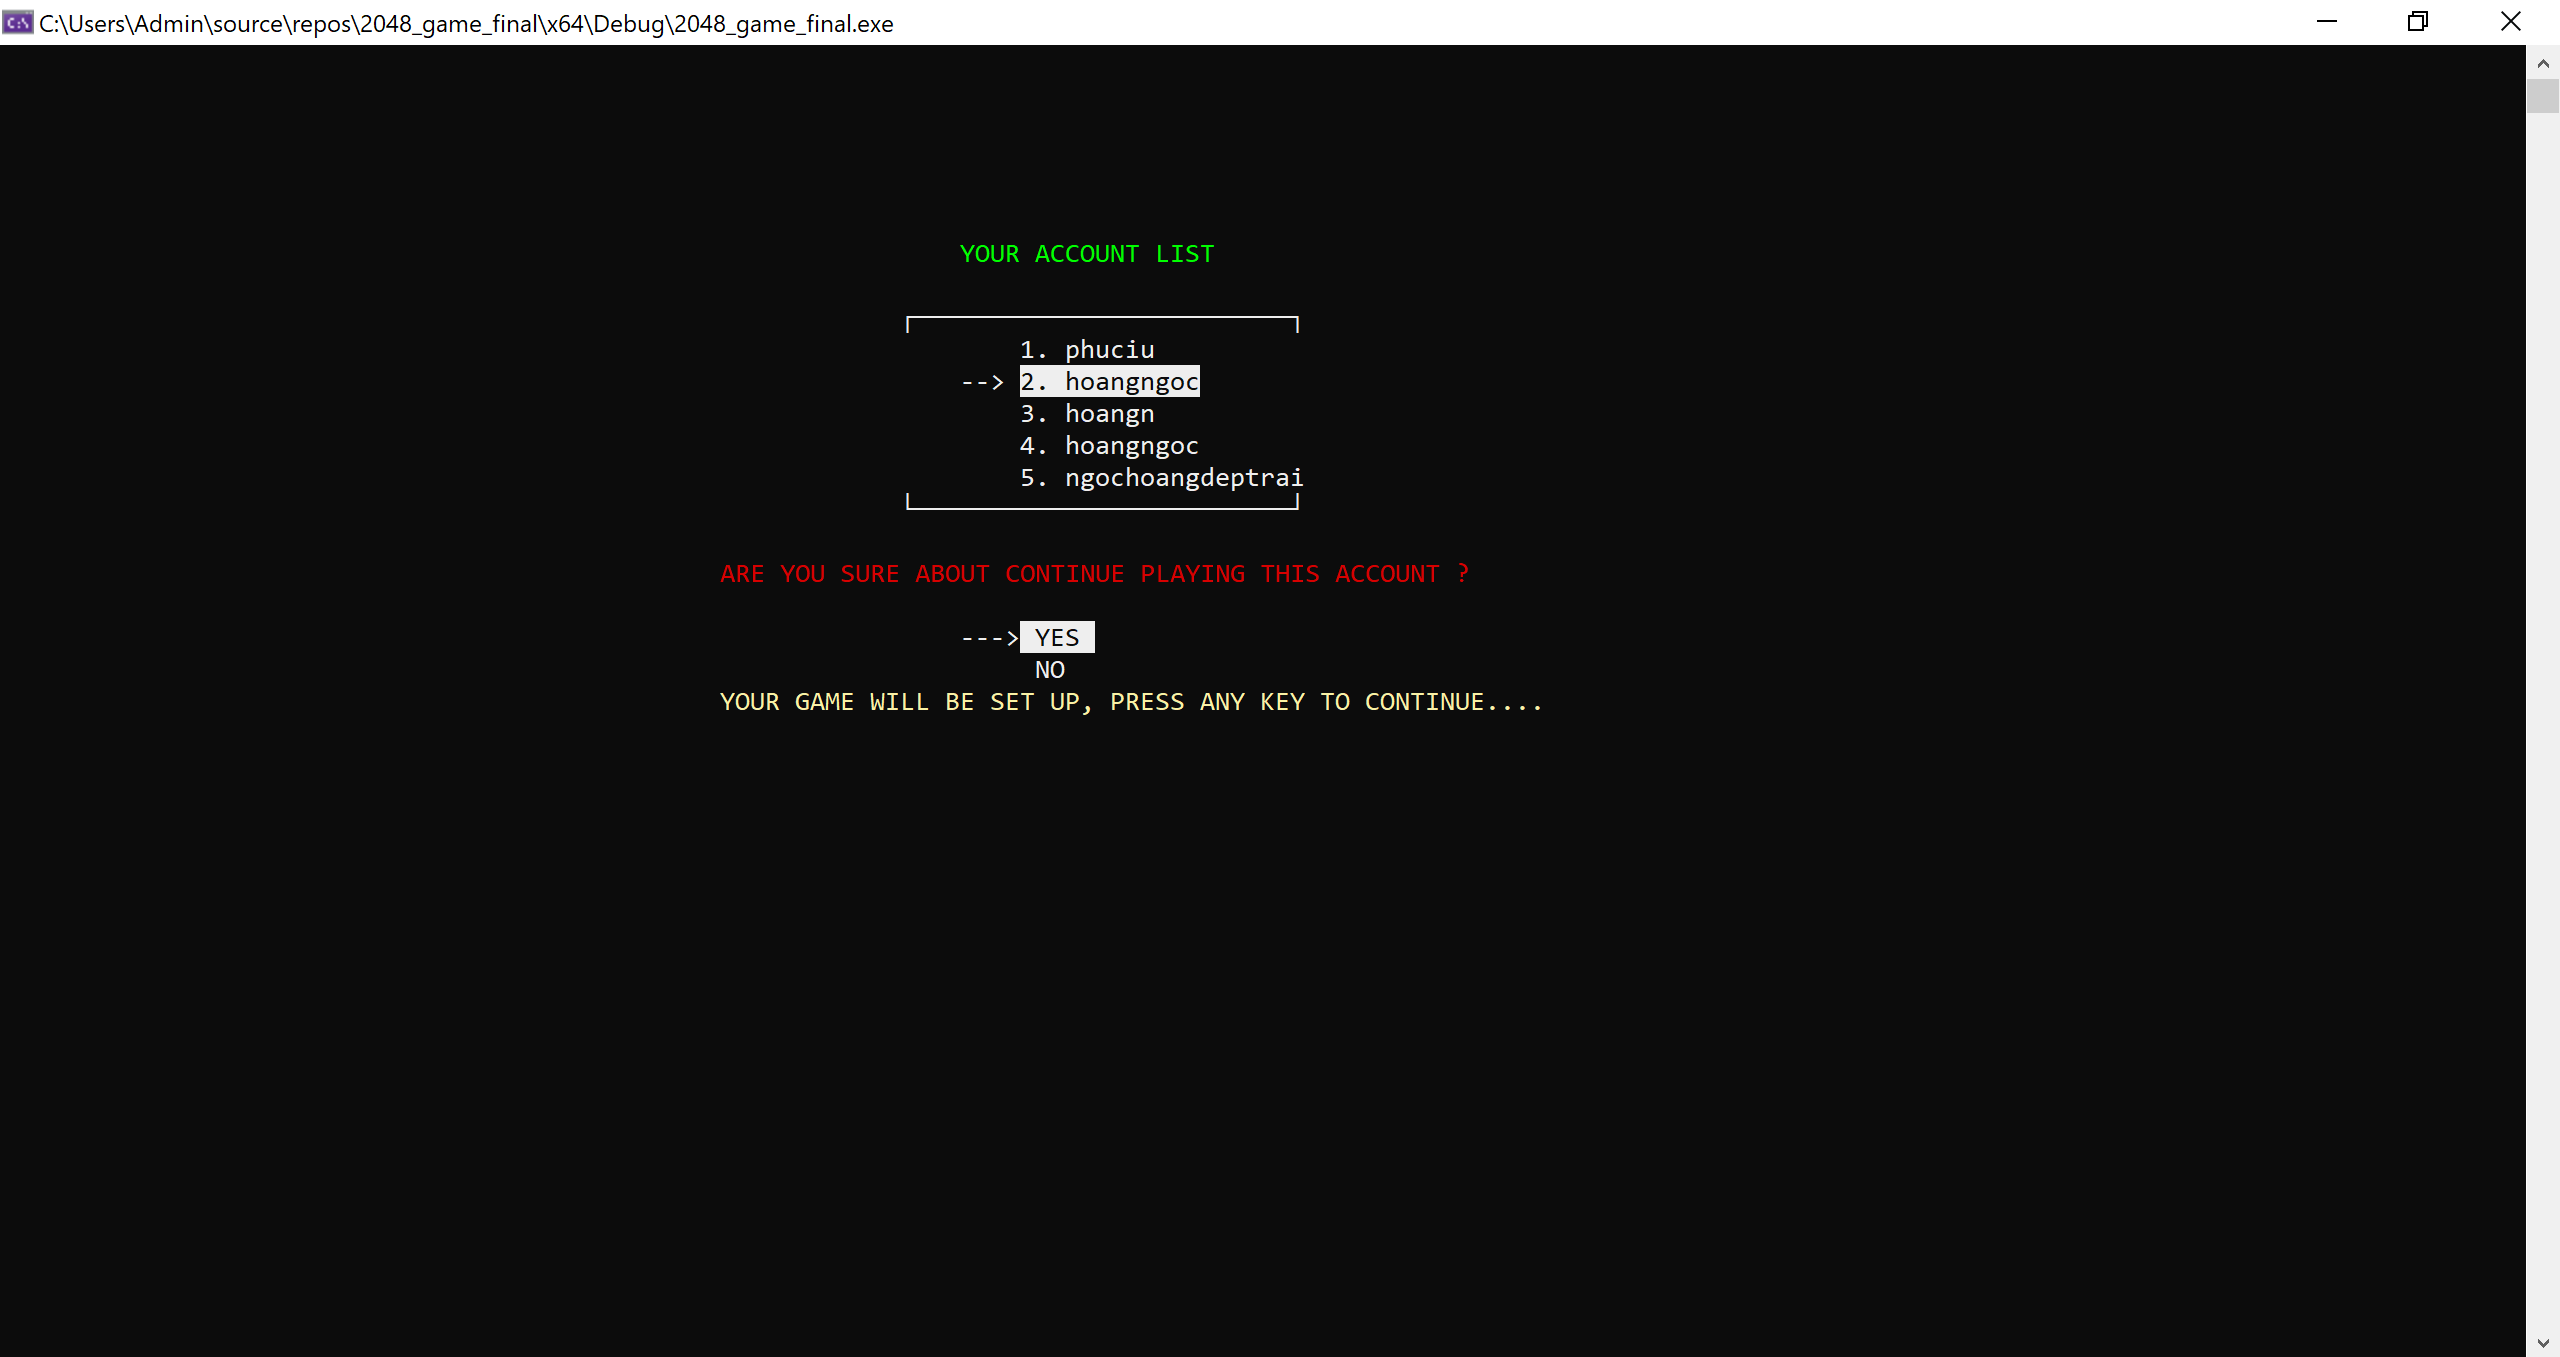 C:\Users\Admin\source\repos\2048_game_final\x64\Debug\2048_game_final.exe
YOUR ACCOUNT LIST
1. phuciu
--> 2. hoangngoc
3. hoangn
4. hoangngoc
5. ngochoangdeptrai
ARE YOU SURE ABOUT CONTINUE PLAYING THIS ACCOUNT ?
---> YES
NO
YOUR GAME WILL BE SET UP, PRESS ANY KEY TO CONTINUE....